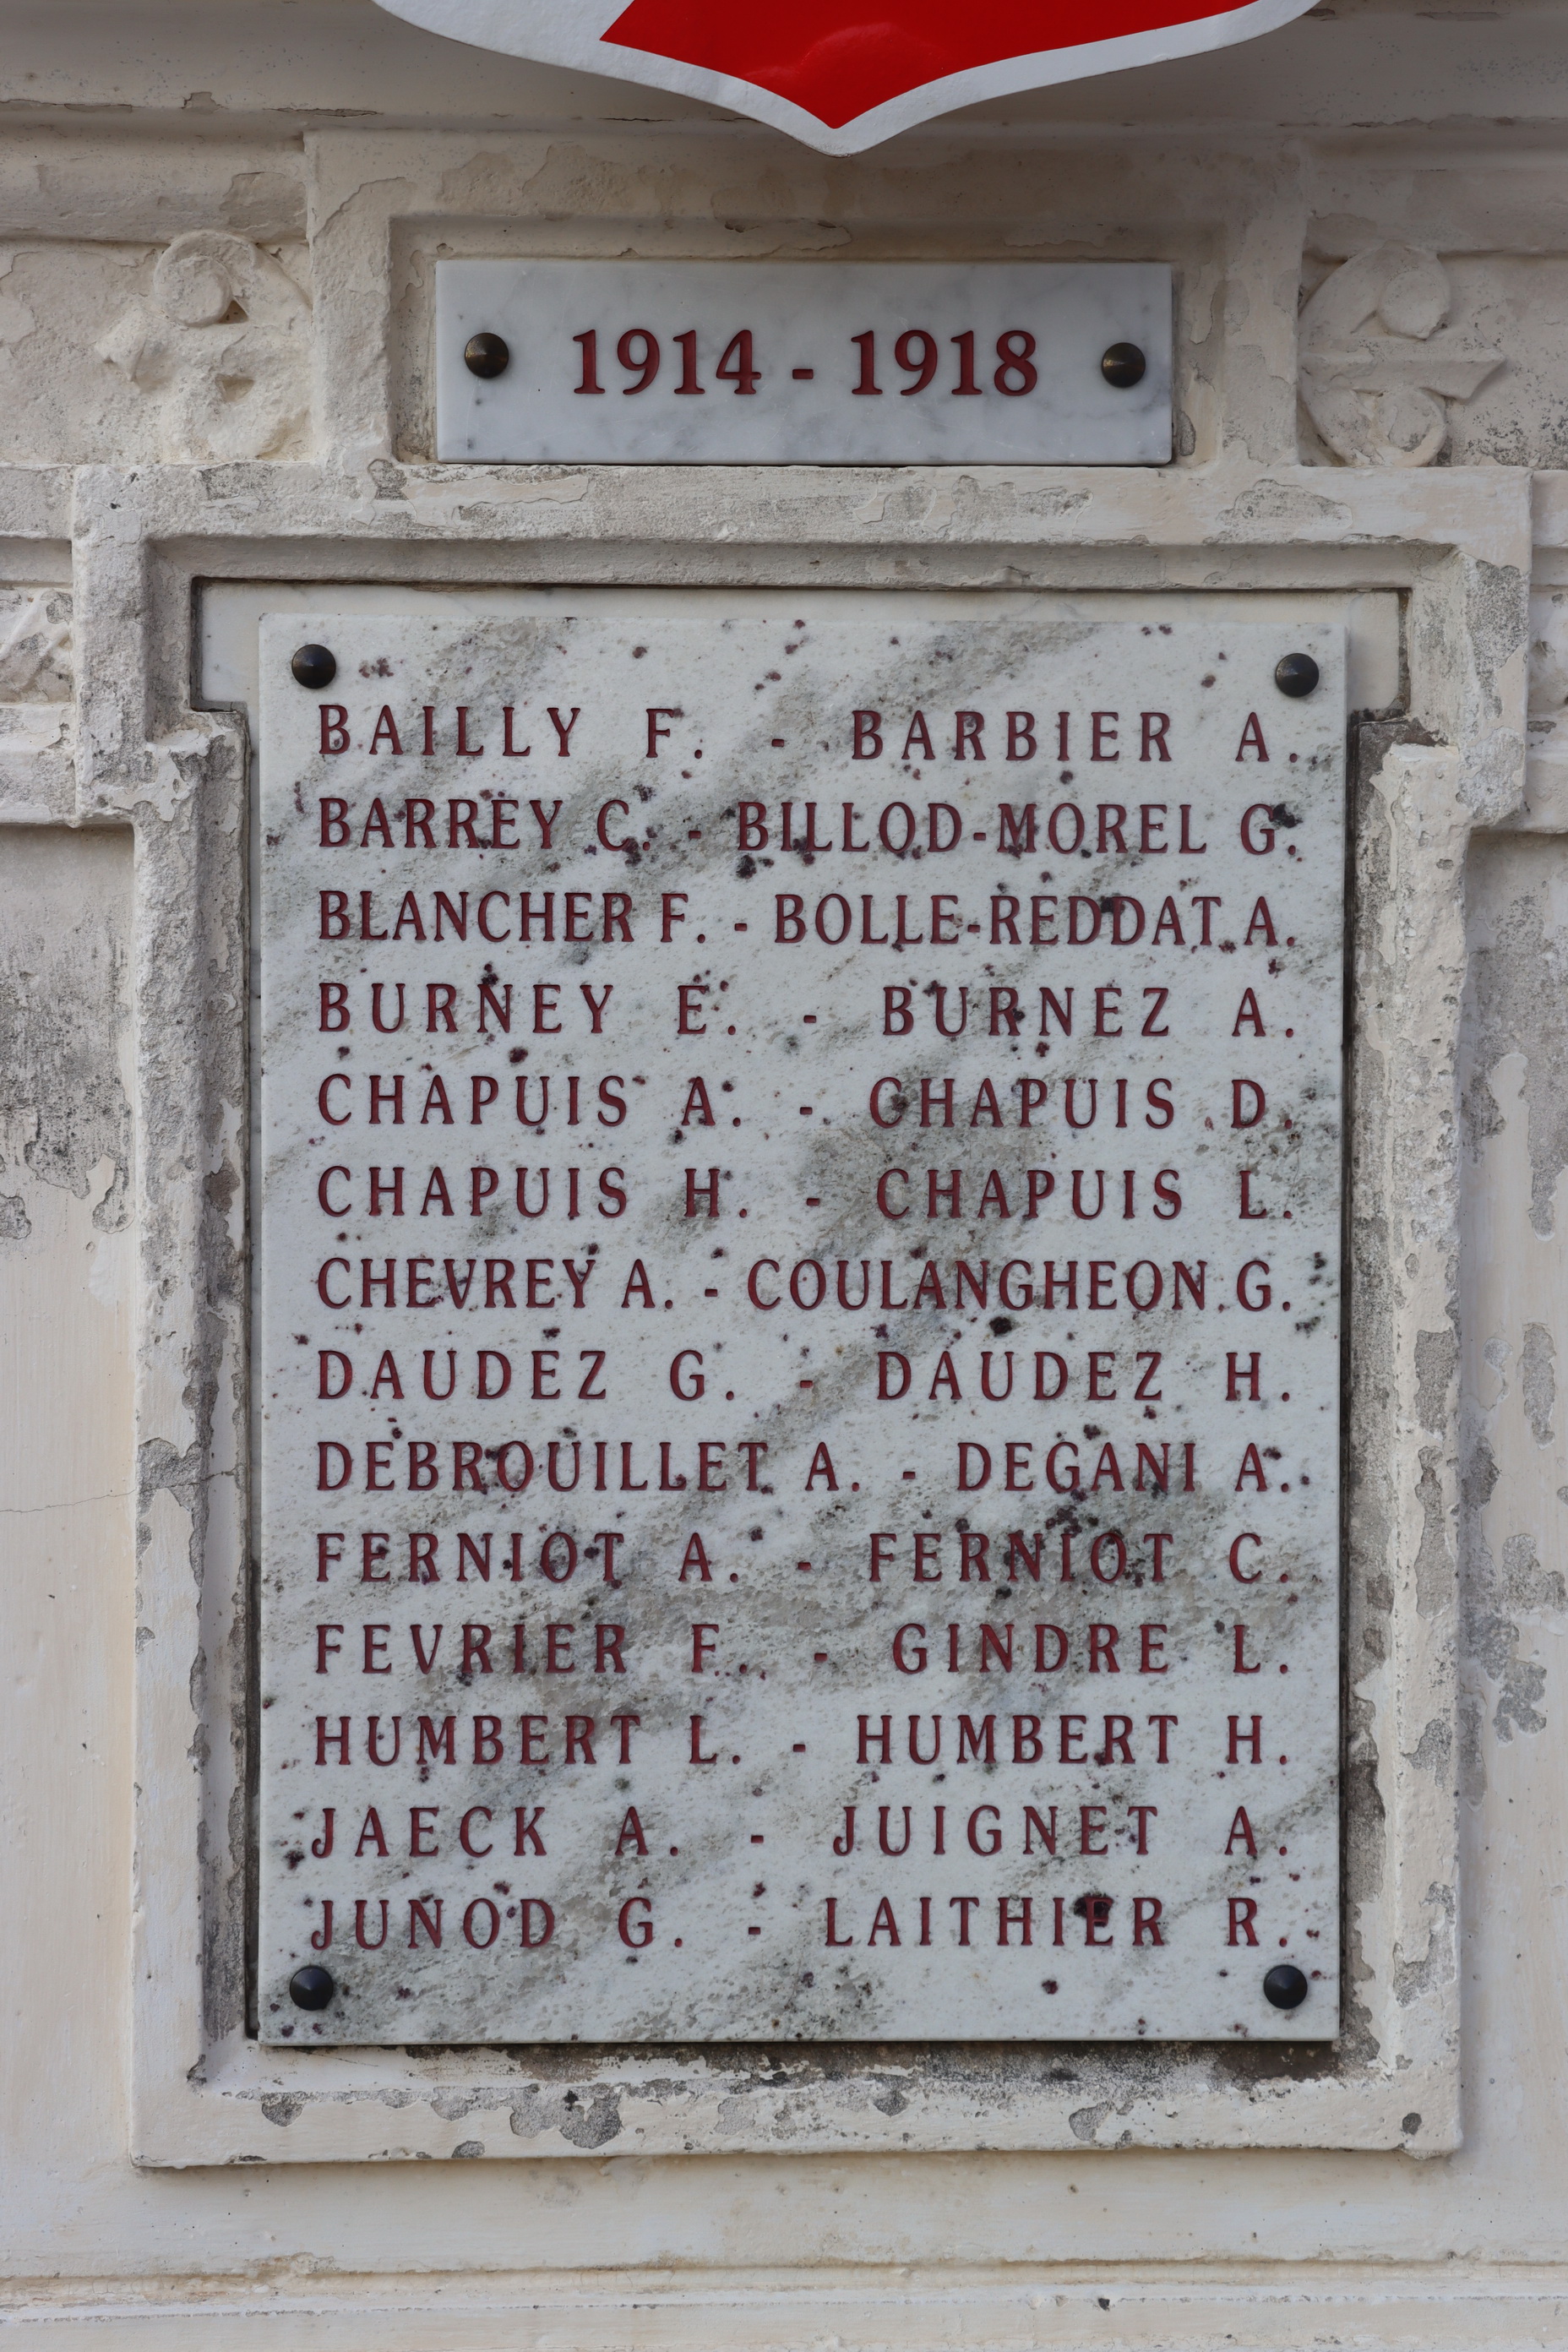 1914 - 1918
BAILLY F. - BARBIER A.
BARREY C. - BILLOD-MOREL G.
BLANCHER F. - BOLLE-REDDAT A.
BURNEY E. - BURNEZ A.
CHAPUIS A. - CHAPUIS D.
CHAPUIS H. - CHAPUIS L.
CHEVREY A. - COULANGHEON G.
DAUDEZ G. - DAUDEZ H.
DEBROUILLET A. - DEGANI A.
FERNIOT A. - FERNIOT C.
FEVRIER F. - GINDRE L.
HUMBERT L. - HUMBERT H.
JAECK A. - JUIGNET A.
JUNOD G. - LAITHIER R.